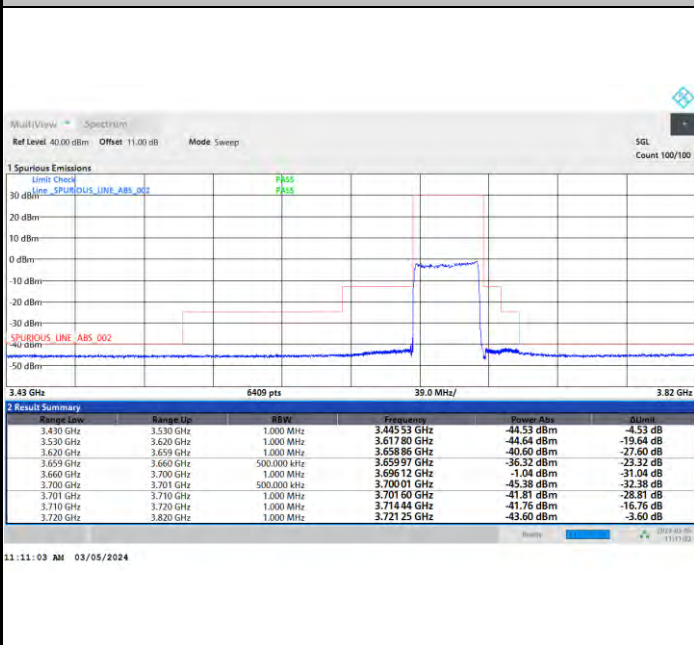 MultiView Spectrum
Ref Level 40.00 dBm Offset 11.00 dB Mode Sweep
SGL
Count 100/100
1 Spurious Emissions
Limit Check PASS
Line _SPURIOUS_LINE_ABS_002 PASS
30 dBm
20 dBm
10 dBm
0 dBm
-10 dBm
-20 dBm
-30 dBm
_SPURIOUS_LINE_ABS_002
-40 dBm
-50 dBm
3.43 GHz 6409 pts 39.0 MHz/ 3.82 GHz
2 Result Summary
Range Low Range Up RBW Frequency Power Abs ΔLimit
3.430 GHz 3.530 GHz 1.000 MHz 3.445 53 GHz -44.53 dBm -4.53 dB
3.530 GHz 3.620 GHz 1.000 MHz 3.617 80 GHz -44.64 dBm -19.64 dB
3.620 GHz 3.659 GHz 1.000 MHz 3.658 86 GHz -40.60 dBm -27.60 dB
3.659 GHz 3.660 GHz 500.000 kHz 3.659 97 GHz -36.32 dBm -23.32 dB
3.660 GHz 3.700 GHz 1.000 MHz 3.696 12 GHz -1.04 dBm -31.04 dB
3.700 GHz 3.701 GHz 500.000 kHz 3.700 01 GHz -45.38 dBm -32.38 dB
3.701 GHz 3.710 GHz 1.000 MHz 3.701 60 GHz -41.81 dBm -28.81 dB
3.710 GHz 3.720 GHz 1.000 MHz 3.714 44 GHz -41.76 dBm -16.76 dB
3.720 GHz 3.820 GHz 1.000 MHz 3.721 25 GHz -43.60 dBm -3.60 dB
Ready
11:11:03
11:11:03 AM 03/05/2024